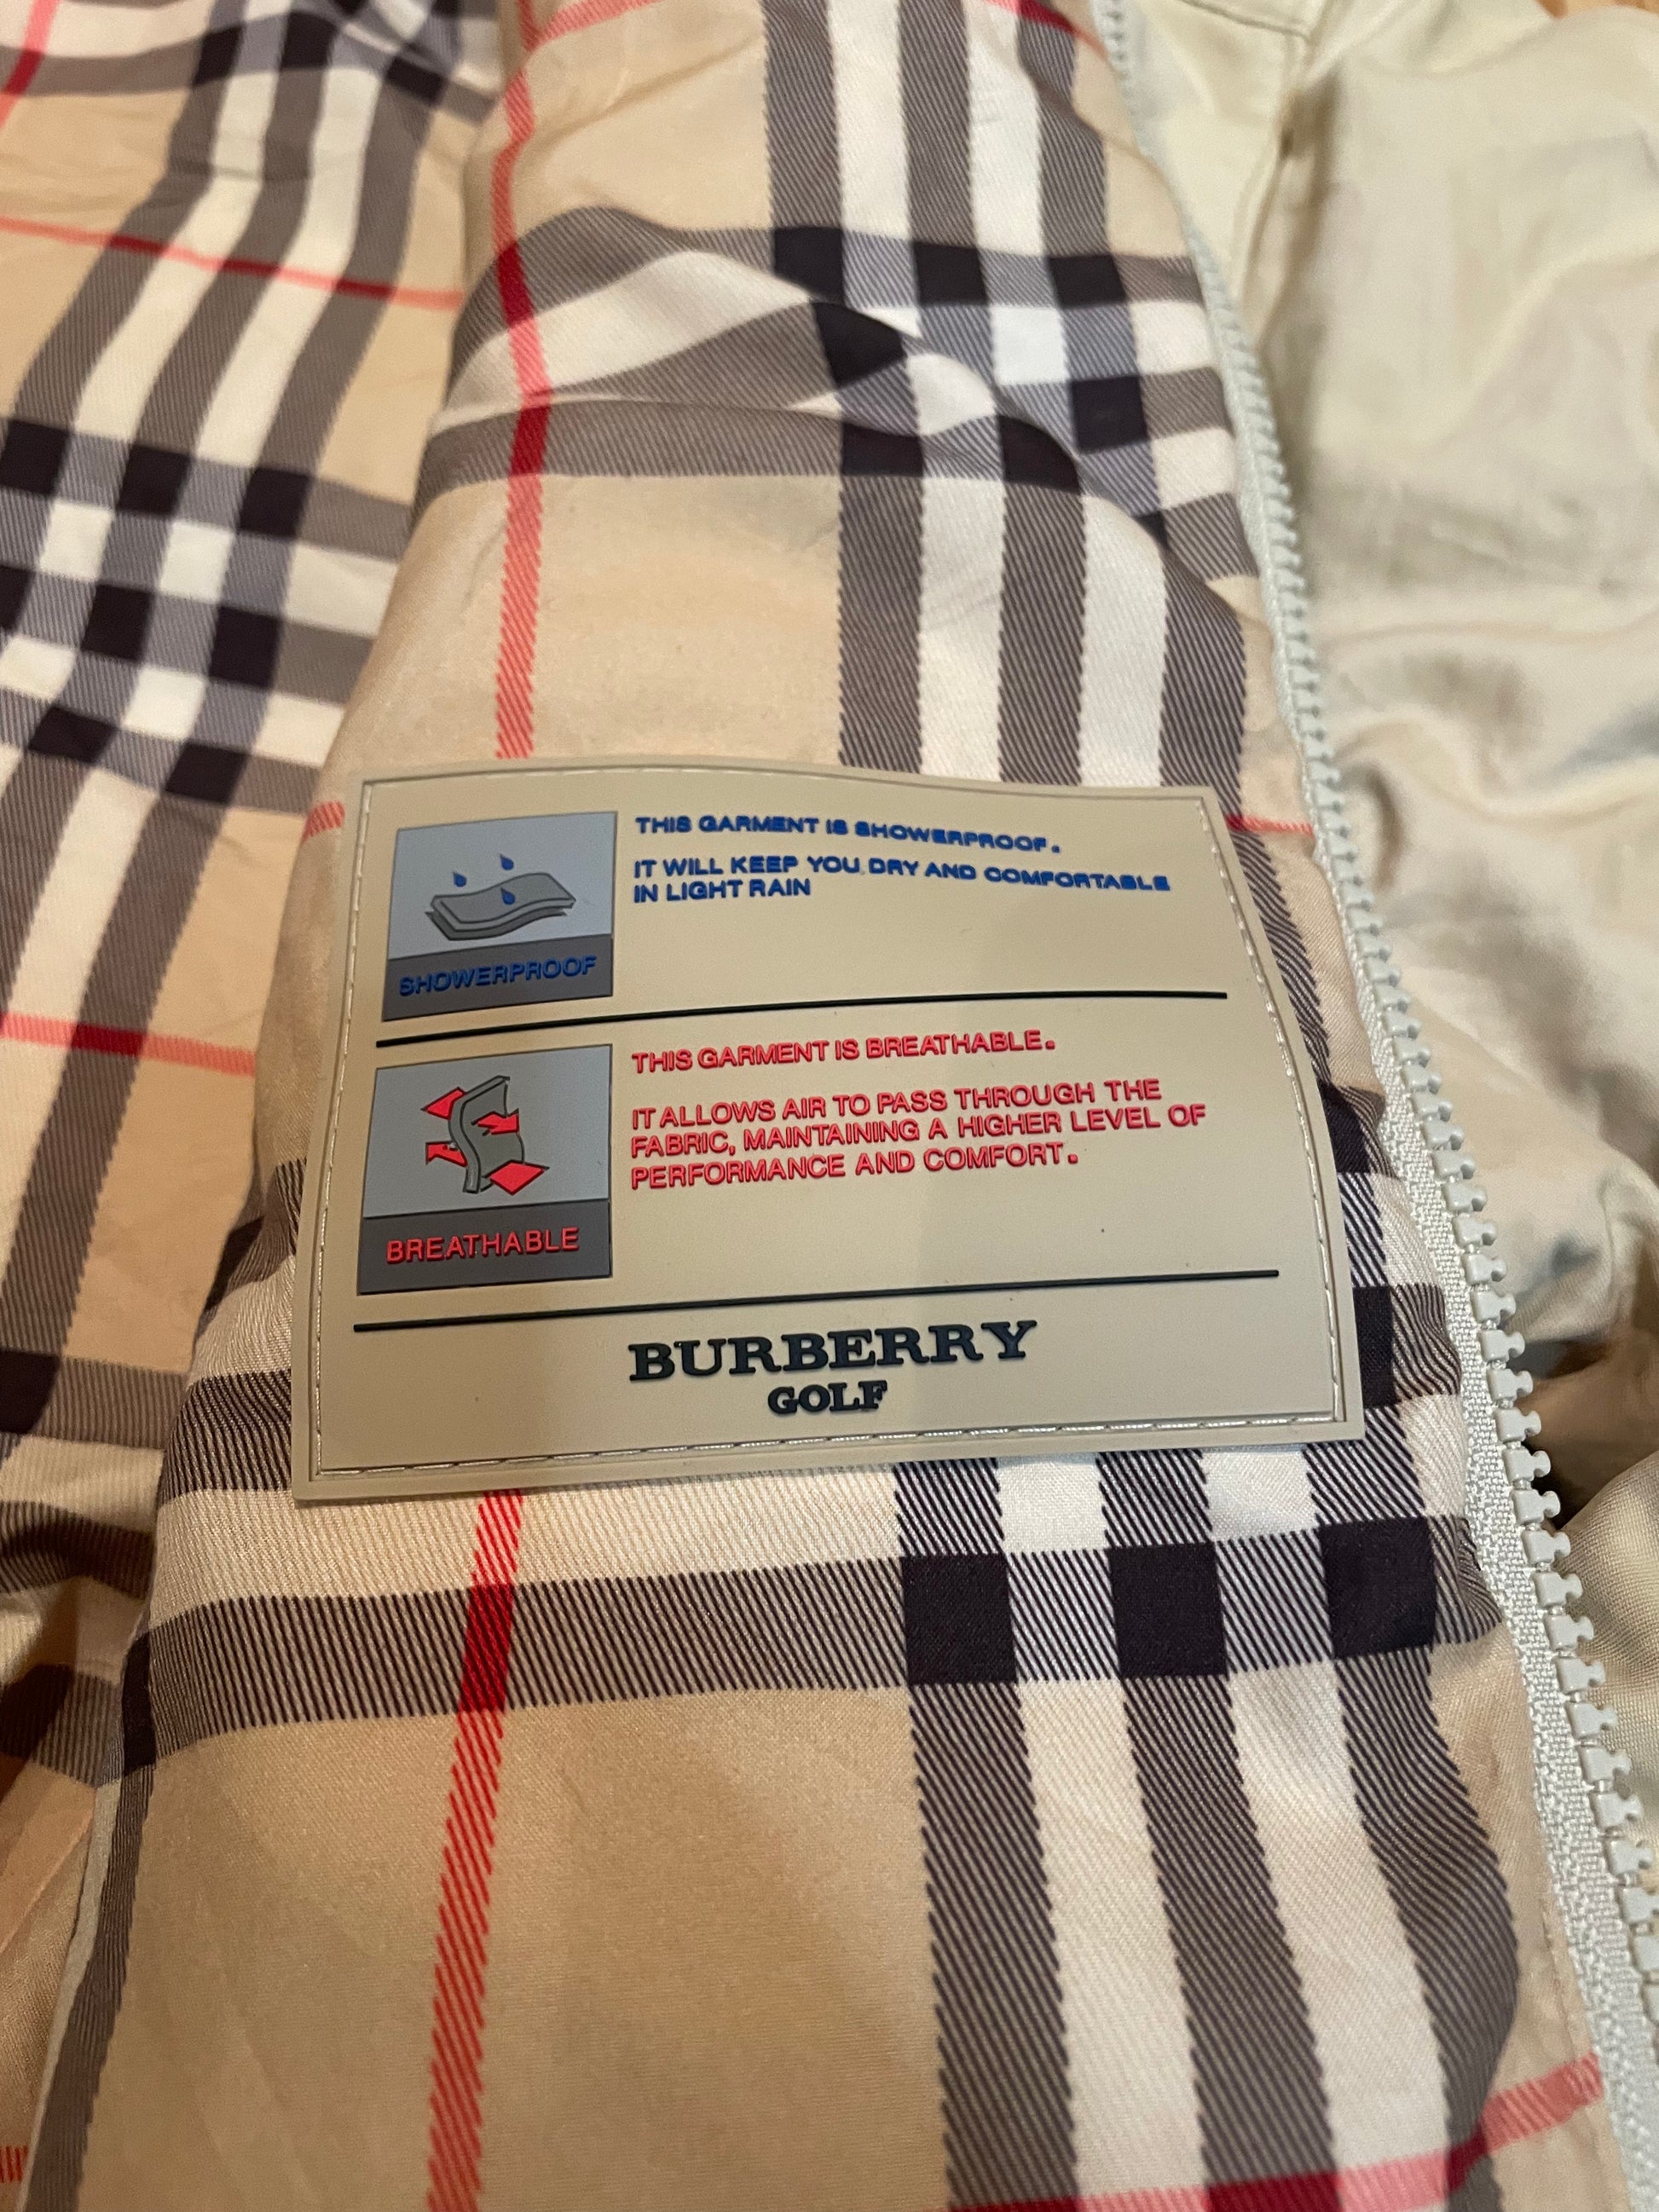 THIS GARMENT IS SHOWERPROOF.
IT WILL KEEP YOU DRY AND COMFORTABLE
IN LIGHT RAIN
SHOWERPROOF
THIS GARMENT IS BREATHABLE.
IT ALLOWS AIR TO PASS THROUGH THE
FABRIC, MAINTAINING A HIGHER LEVEL OF
PERFORMANCE AND COMFORT.
BREATHABLE
BURBERRY
GOLF